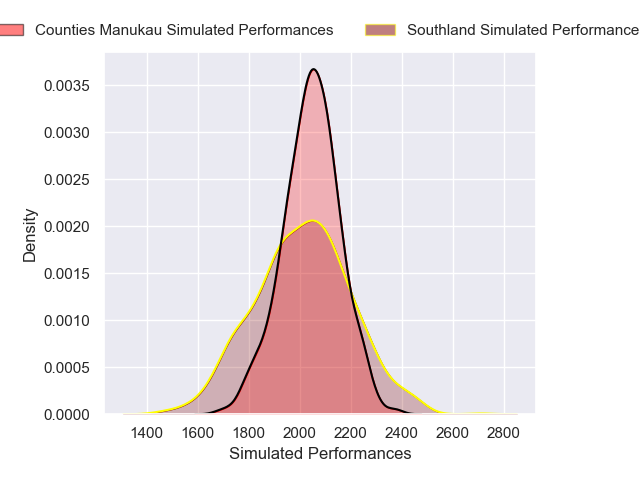 Counties Manukau Simulated Performances Southland Simulated Performance
0.0035
0.0030
0.0025
0.0020
0.0015
0.0010
0.0005
0.0000
Density
1400 1600 1800 2000 2200 2400 2600 2800
Simulated Performances